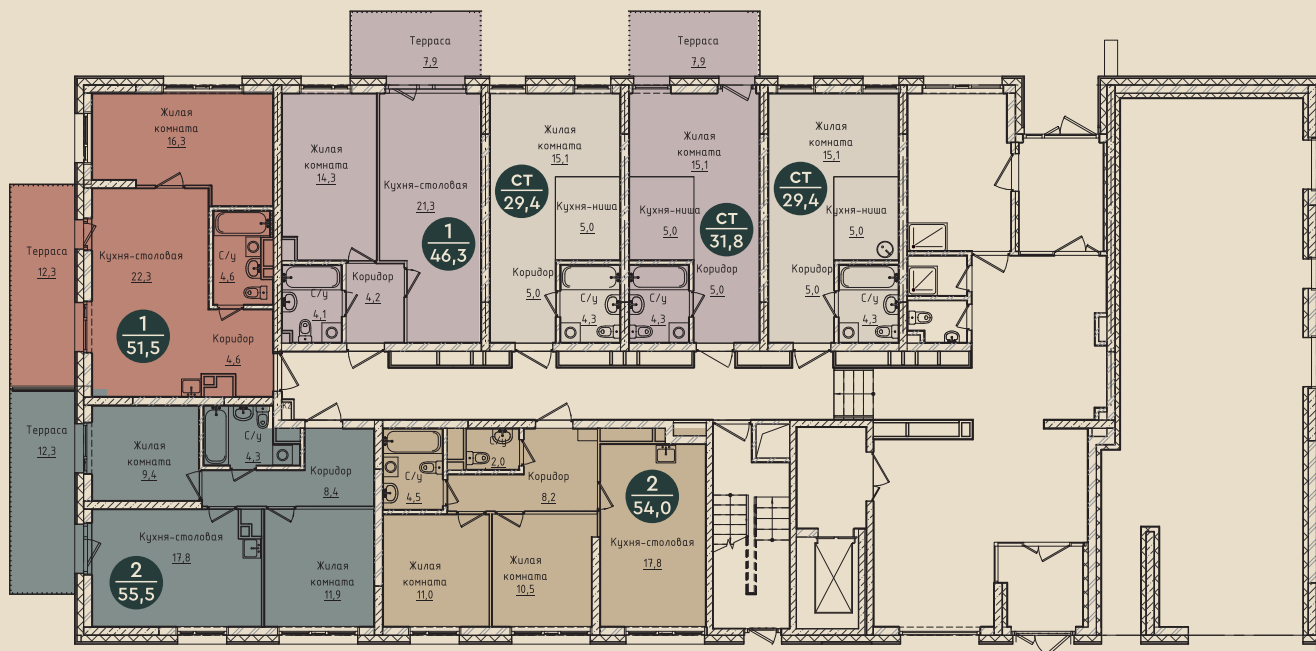 Терраса
7,9
Терраса
7,9
Жилая
комната
16,3
Жилая
комната
14,3
Кухня-столовая
21,3
1
46,3
Жилая
комната
15,1
СТ
29,4
Кухня-ниша
5,0
Жилая
комната
15,1
Кухня-ниша
5,0
СТ
31,8
Жилая
комната
15,1
СТ
29,4
Кухня-ниша
5,0
Терраса
12,3
Кухня-столовая
22,3
С/у
4,6
1
51,5
Коридор
4,6
С/у
4,1
Коридор
4,2
Коридор
5,0
С/у
4,3
С/у
4,3
Коридор
5,0
Коридор
5,0
С/у
4,3
Терраса
12,3
Жилая
комната
9,4
С/у
4,3
Коридор
8,4
Кухня-столовая
17,8
2
55,5
Жилая
комната
11,9
С/у
4,5
С/у
2,0
Коридор
8,2
2
54,0
Жилая
комната
11,0
Жилая
комната
10,5
Кухня-столовая
17,8